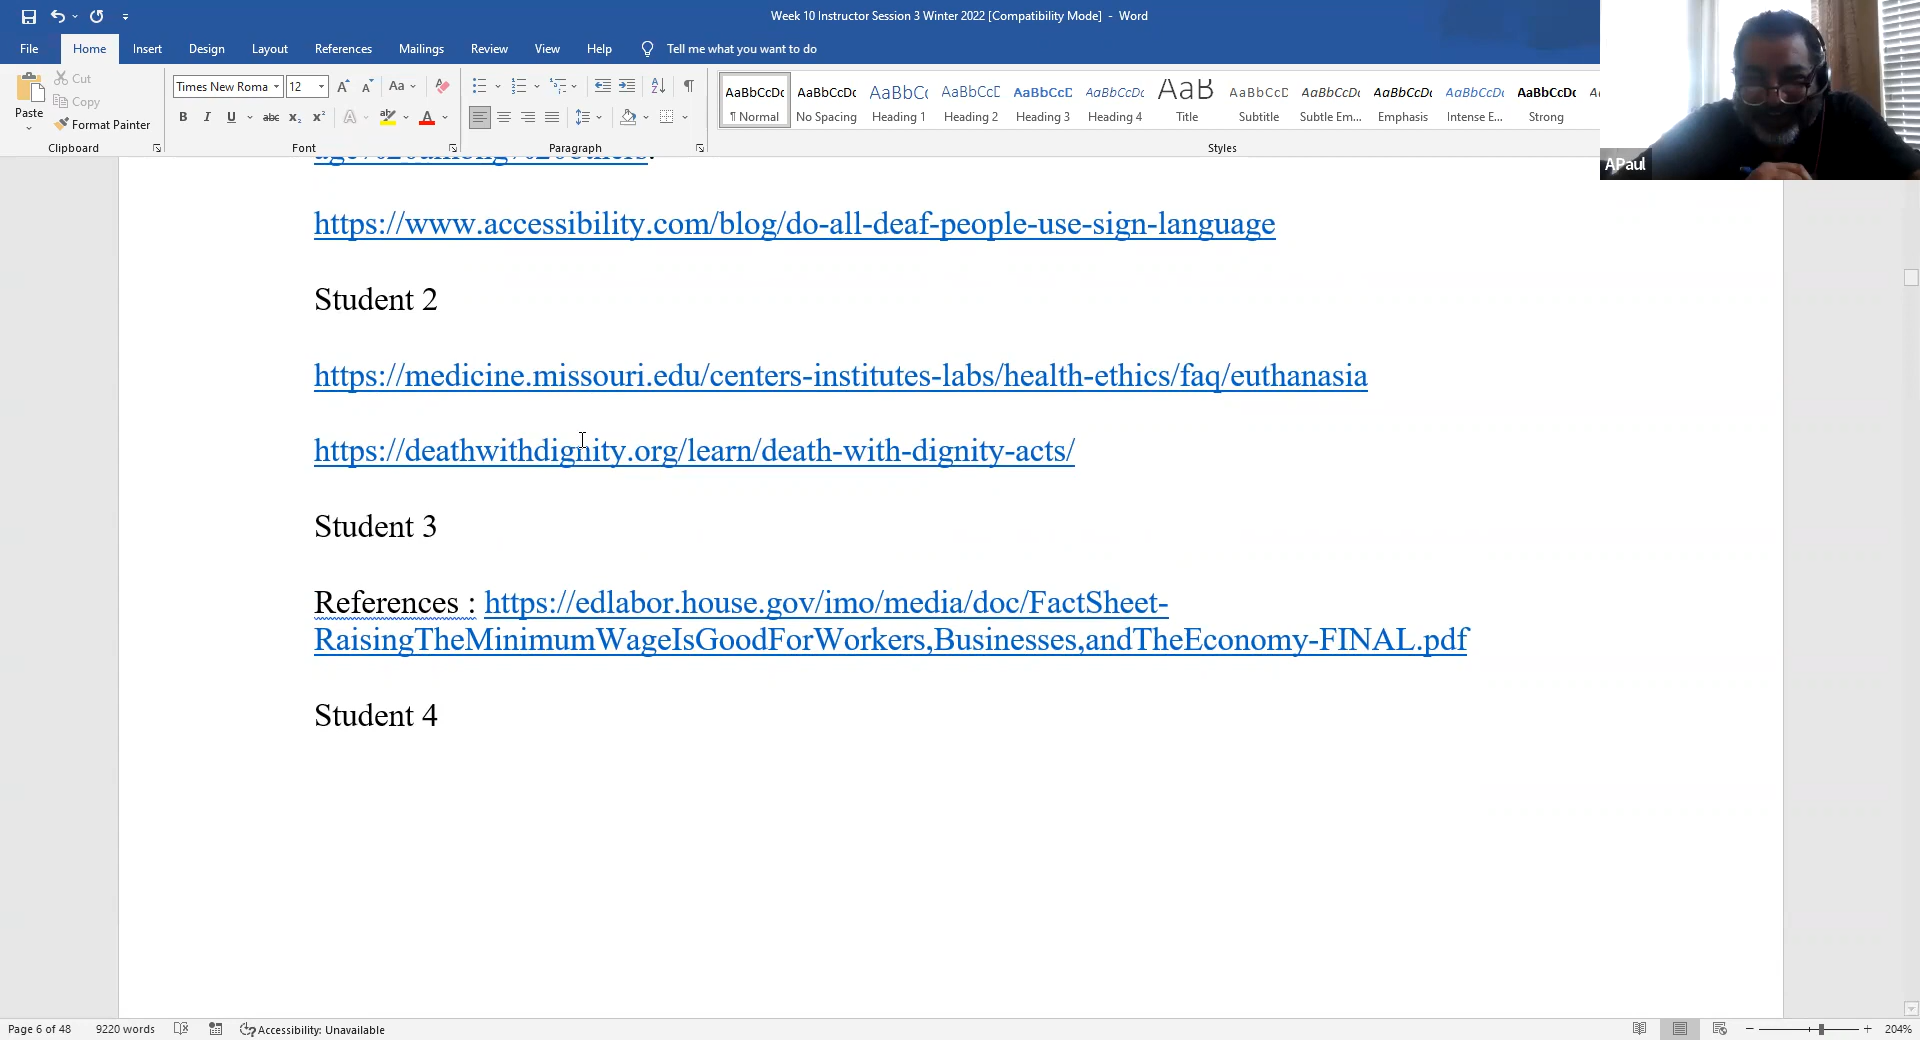 Week 10 Instructor Session 3 Winter 2022 [Compatibility Mode] - Word
File Home Insert Design Layout References Mailings Review View Help Tell me what you want to do
Paste Cut Copy Format Painter
Times New Roma 12 Aa
B I U abc x₂ x² A A
AaBbCcDc AaBbCcDc AaBbC( AaBbCcD AaBbCcD AaBbCcDc AaB AaBbCcD AaBbCcDc AaBbCcDc AaBbCcDc AaBbCcDc
¶ Normal No Spacing Heading 1 Heading 2 Heading 3 Heading 4 Title Subtitle Subtle Em... Emphasis Intense E... Strong
Clipboard Font Paragraph Styles
APaul
https://www.accessibility.com/blog/do-all-deaf-people-use-sign-language
Student 2
https://medicine.missouri.edu/centers-institutes-labs/health-ethics/faq/euthanasia
https://deathwithdignity.org/learn/death-with-dignity-acts/
Student 3
References : https://edlabor.house.gov/imo/media/doc/FactSheet-
RaisingTheMinimumWageIsGoodForWorkers,Businesses,andTheEconomy-FINAL.pdf
Student 4
Page 6 of 48 9220 words Accessibility: Unavailable 204%